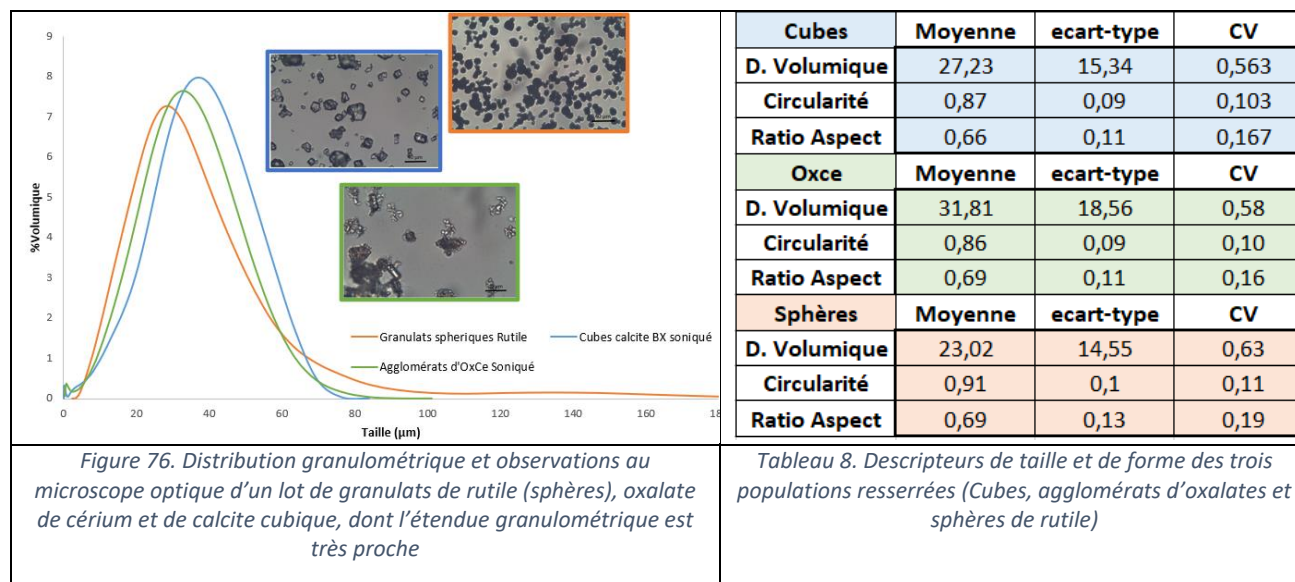 9
8
7
6
5
4
3
2
1
0
%Volumique
0 20 40 60 80 100 120 140 160 180
Taille (µm)
Granulats spheriques Rutile
Cubes calcite BX soniqué
Agglomérats d'OxCe Soniqué
Cubes Moyenne ecart-type CV
D. Volumique 27,23 15,34 0,563
Circularité 0,87 0,09 0,103
Ratio Aspect 0,66 0,11 0,167
Oxce Moyenne ecart-type CV
D. Volumique 31,81 18,56 0,58
Circularité 0,86 0,09 0,10
Ratio Aspect 0,69 0,11 0,16
Sphères Moyenne ecart-type CV
D. Volumique 23,02 14,55 0,63
Circularité 0,91 0,1 0,11
Ratio Aspect 0,69 0,13 0,19
Figure 76. Distribution granulométrique et observations au
microscope optique d'un lot de granulats de rutile (sphères), oxalate
de cérium et de calcite cubique, dont l'étendue granulométrique est
très proche
Tableau 8. Descripteurs de taille et de forme des trois
populations resserrées (Cubes, agglomérats d'oxalates et
sphères de rutile)